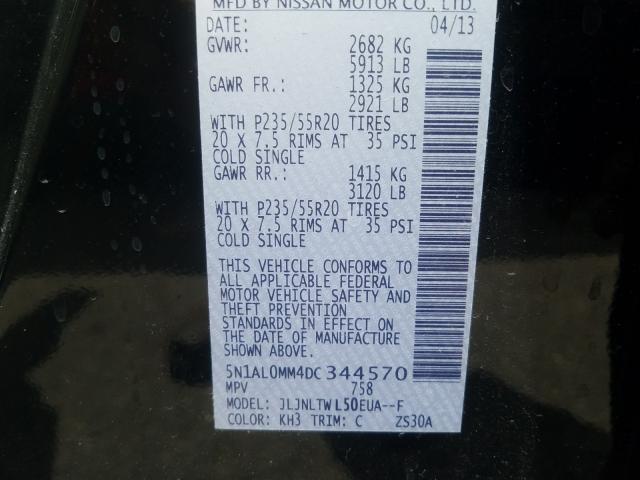 MFD BY NISSAN MOTOR CO., LTD.
DATE: 04/13
GVWR: 2682 KG
5913 LB
GAWR FR.: 1325 KG
2921 LB
WITH P235/55R20 TIRES
20 X 7.5 RIMS AT 35 PSI
COLD SINGLE
GAWR RR.: 1415 KG
3120 LB
WITH P235/55R20 TIRES
20 X 7.5 RIMS AT 35 PSI
COLD SINGLE
THIS VEHICLE CONFORMS TO
ALL APPLICABLE FEDERAL
MOTOR VEHICLE SAFETY AND
THEFT PREVENTION
STANDARDS IN EFFECT ON
THE DATE OF MANUFACTURE
SHOWN ABOVE.
5N1AL0MM4DC344570
MPV 758
MODEL: JLJNLTWL50EUA--F
COLOR: KH3 TRIM: C ZS30A